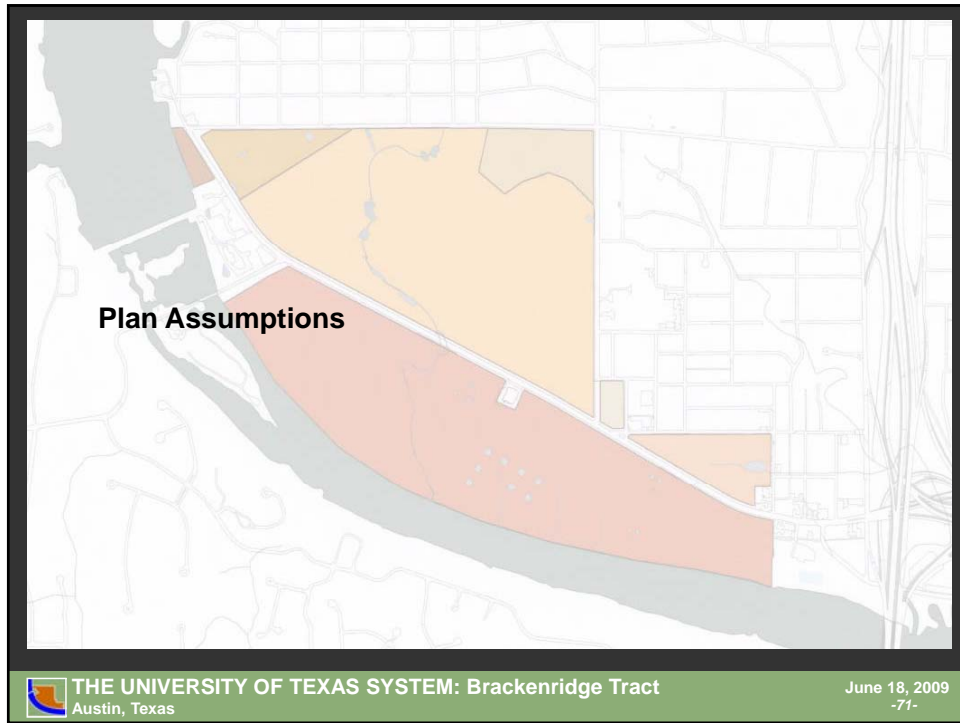 Plan Assumptions
THE UNIVERSITY OF TEXAS SYSTEM: Brackenridge Tract
Austin, Texas
June 18, 2009
-71-